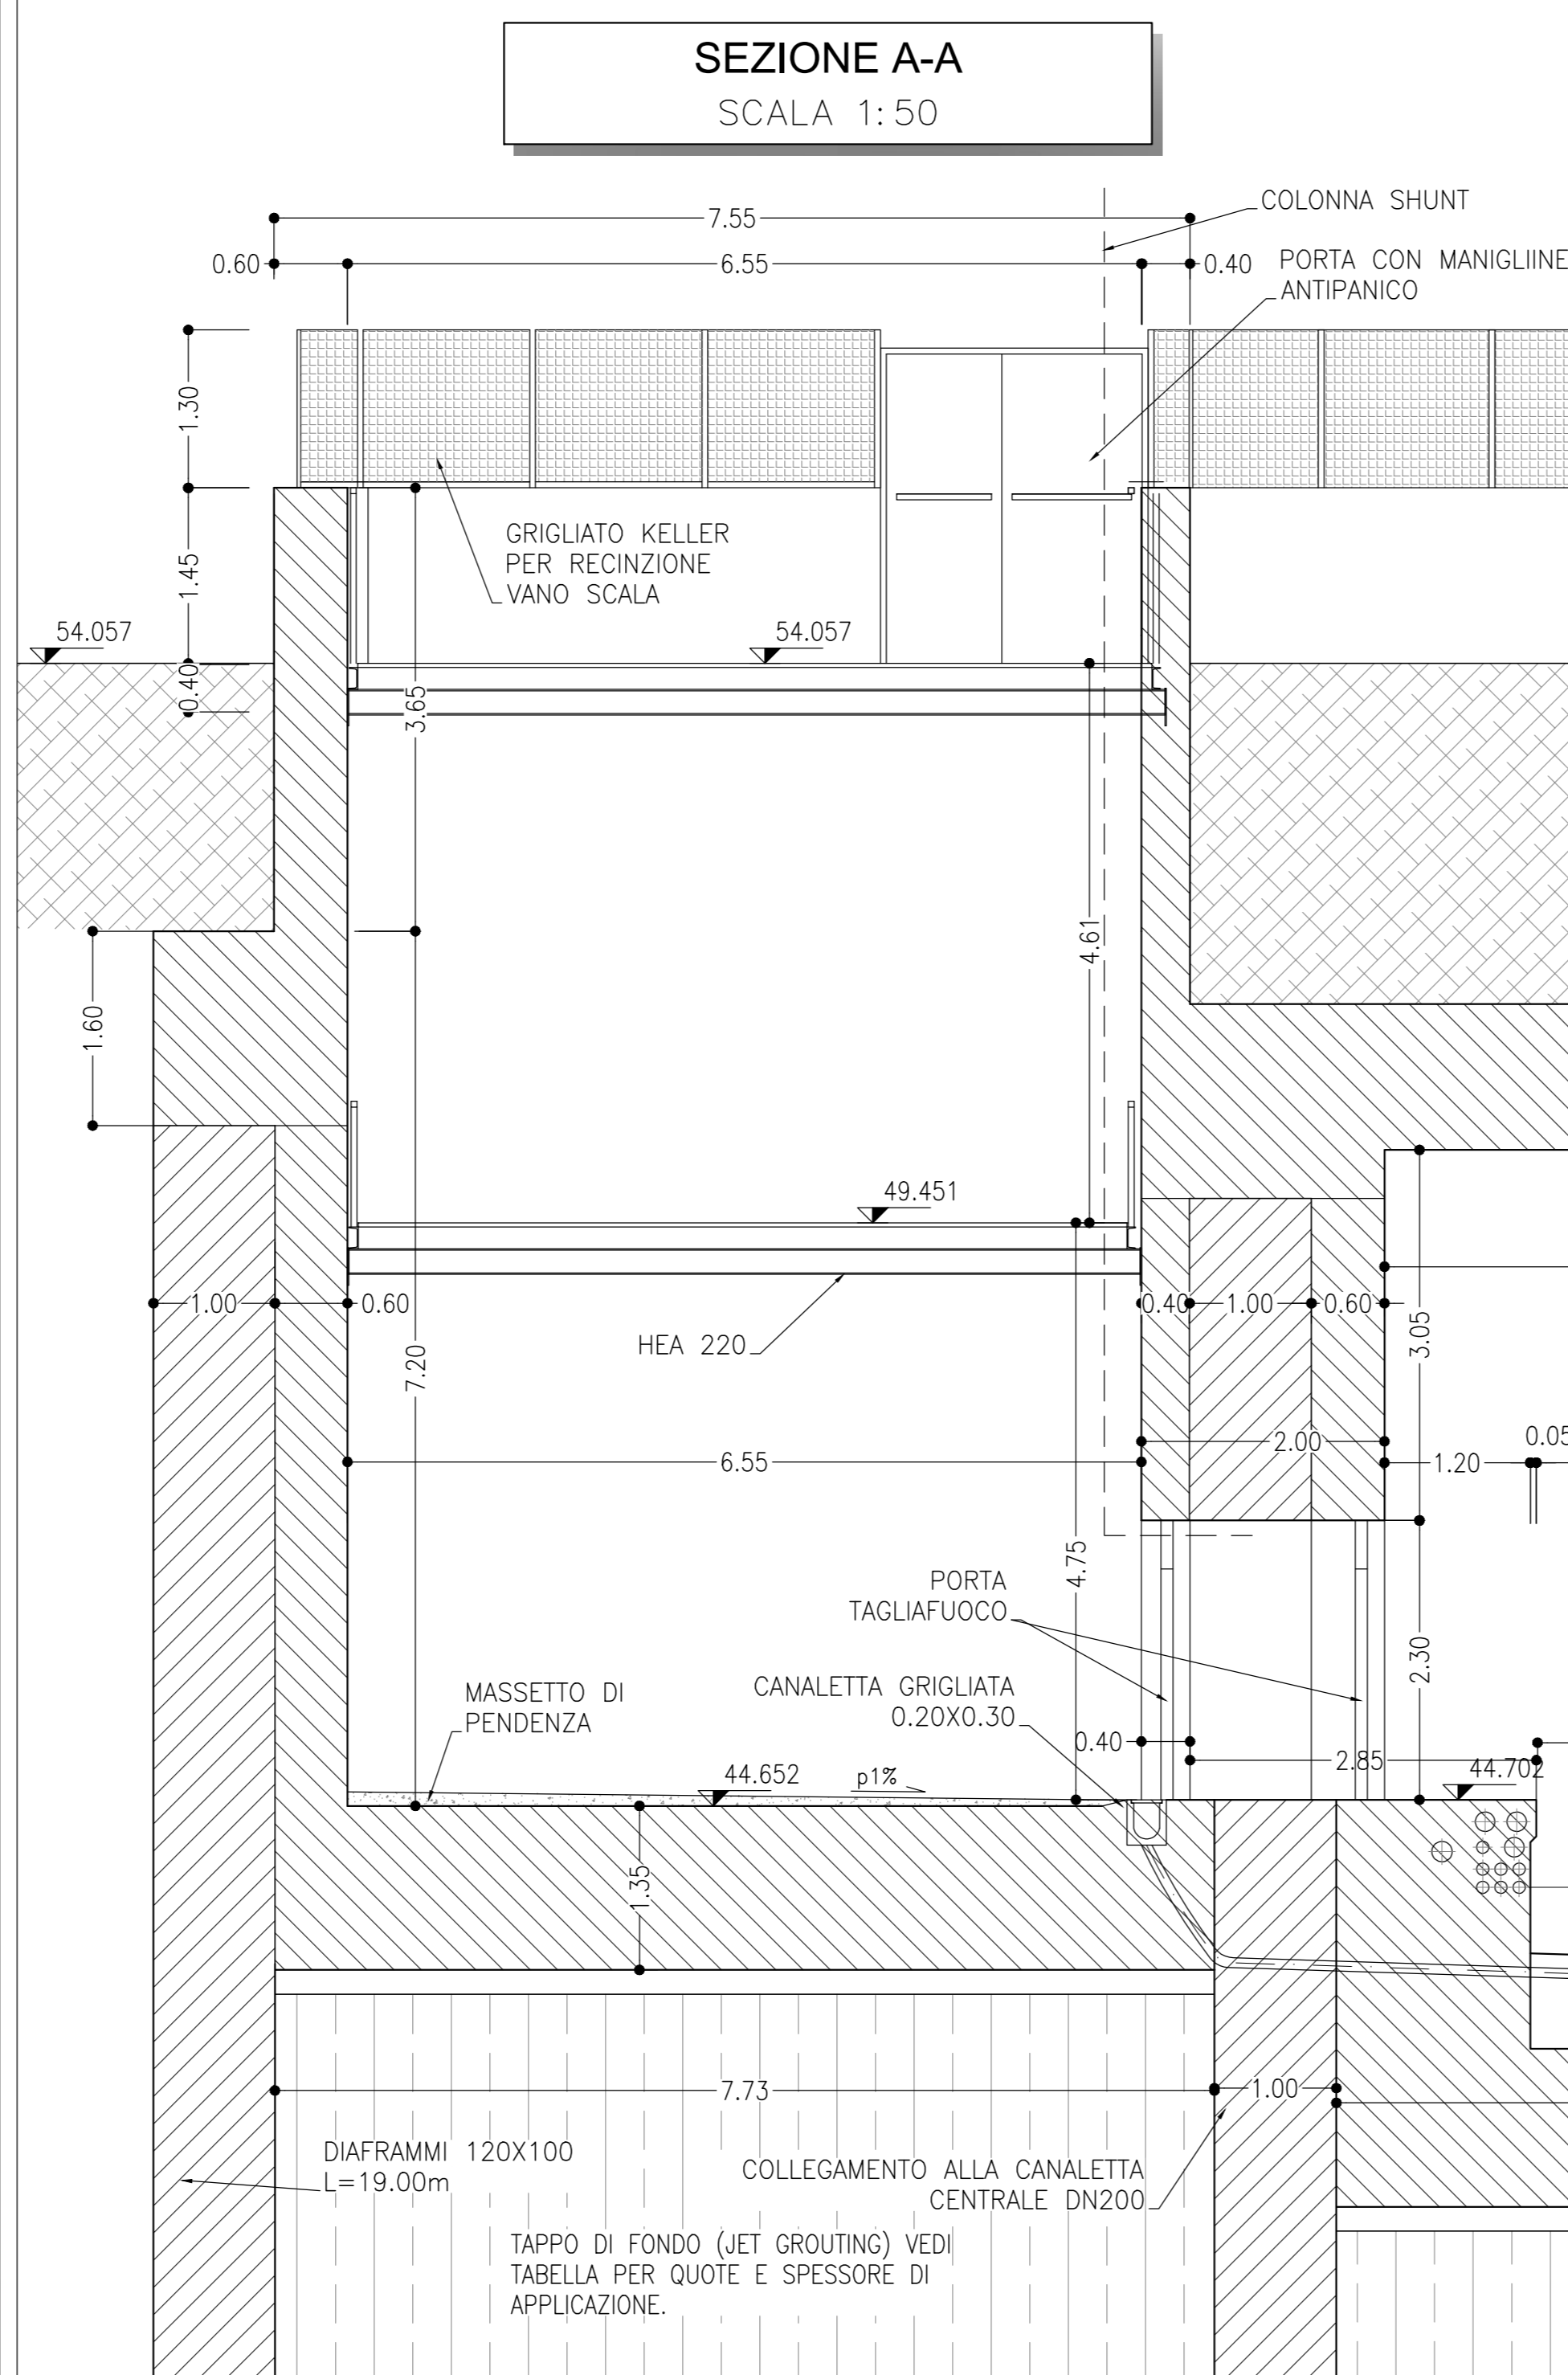 SEZIONE A-A
SCALA 1:50
7.55
COLONNA SHUNT
0.60
6.55
0.40
PORTA CON MANIGLIINE
ANTIPANICO
1.30
GRIGLIATO KELLER
PER RECINZIONE
VANO SCALA
1.45
54.057
54.057
0.40
3.65
4.61
1.60
49.451
1.00
0.60
0.40
1.00
0.60
HEA 220
3.05
7.20
2.00
0.05
6.55
1.20
4.75
PORTA
TAGLIAFUOCO
2.30
MASSETTO DI
PENDENZA
CANALETTA GRIGLIATA
0.20X0.30
0.40
2.85
44.652
p1%
44.702
1.35
7.73
1.00
DIAFRAMMI 120X100
L=19.00m
COLLEGAMENTO ALLA CANALETTA
CENTRALE DN200
TAPPO DI FONDO (JET GROUTING) VEDI
TABELLA PER QUOTE E SPESSORE DI
APPLICAZIONE.